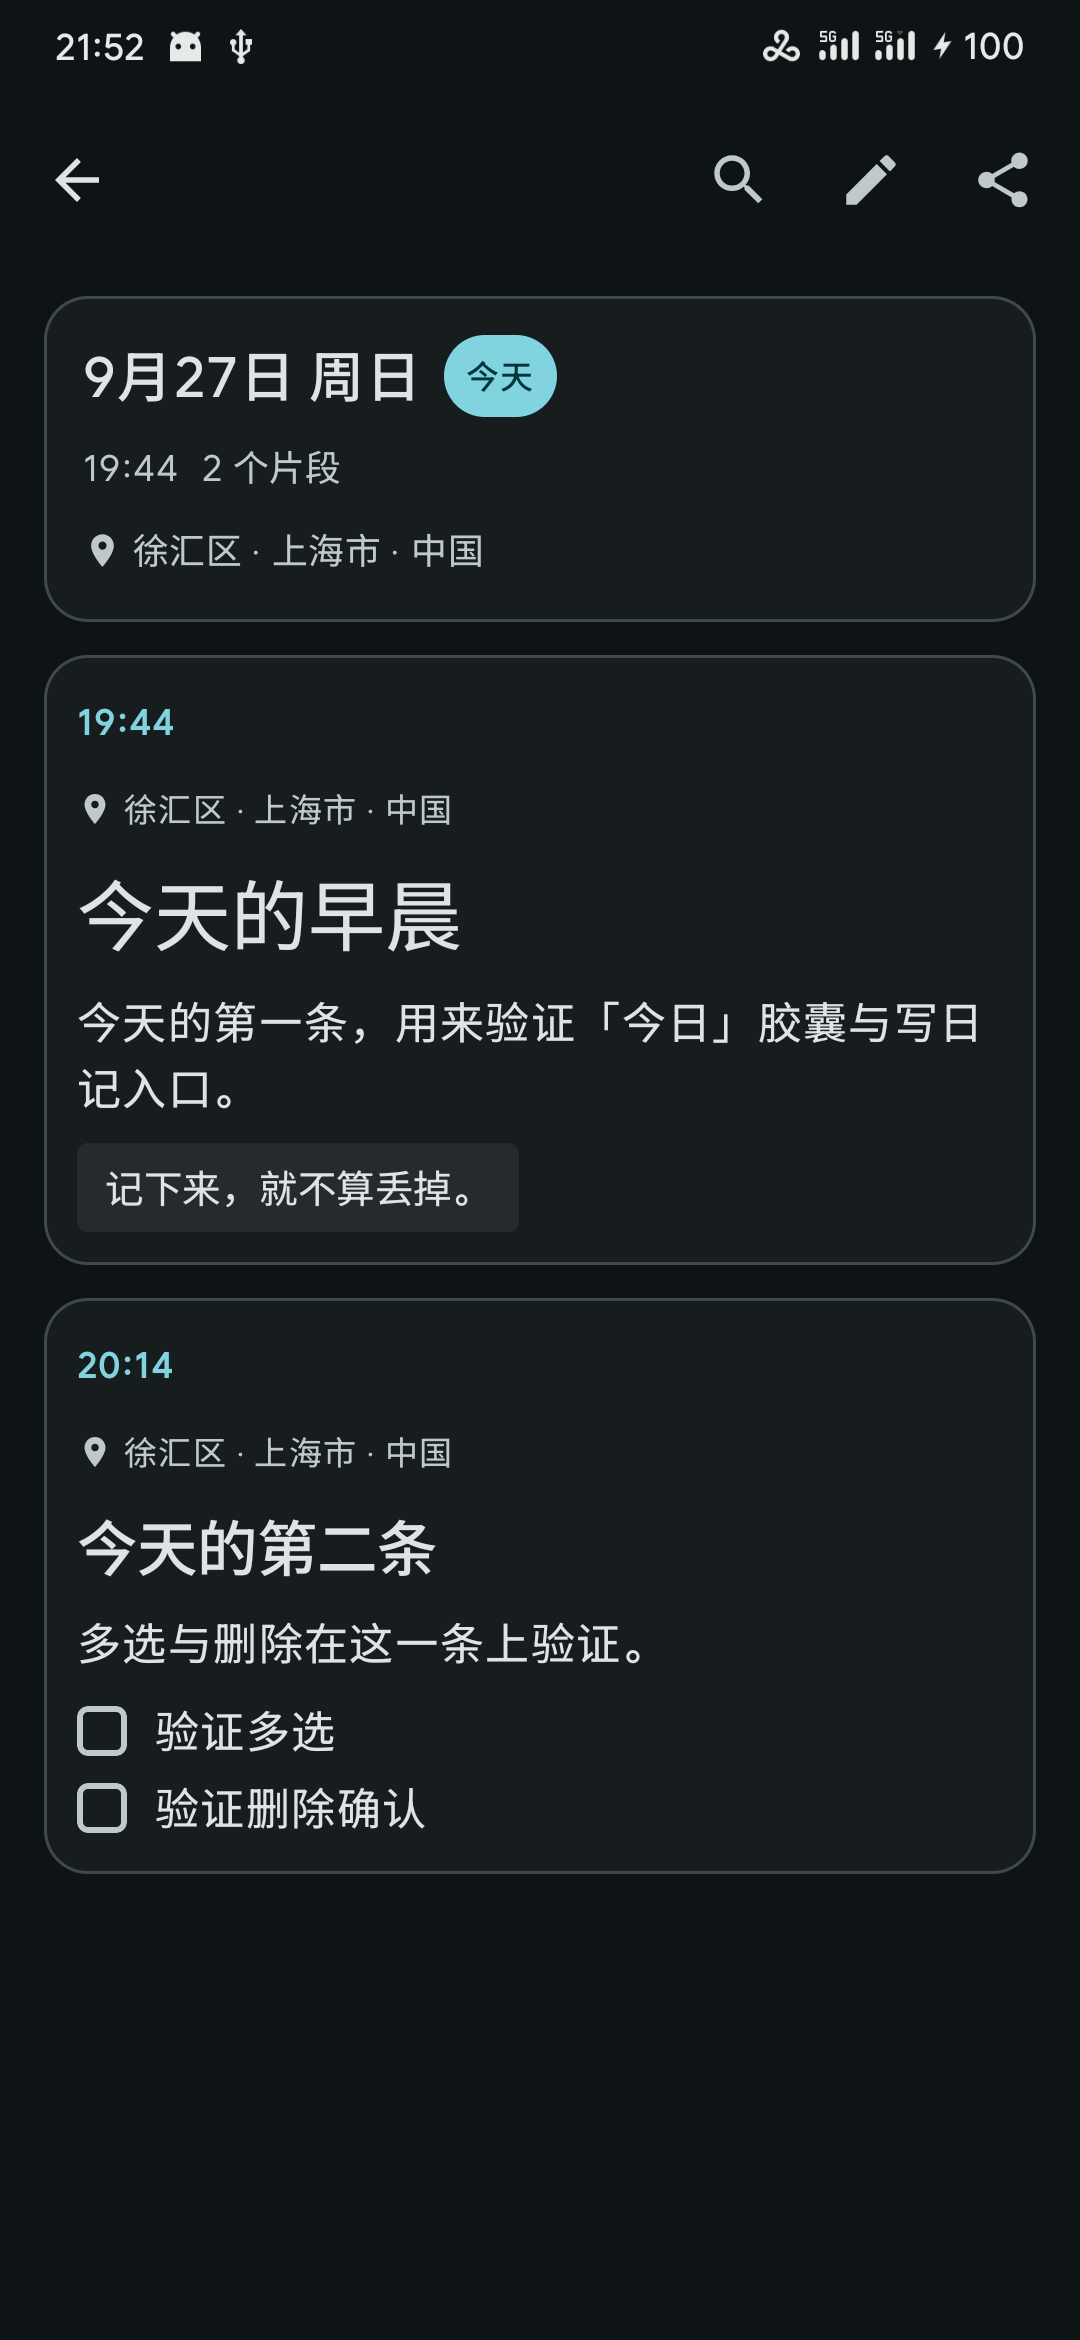 21:52
5G 5G 100
9月27日 周日 今天
19:44 2 个片段
徐汇区 · 上海市 · 中国
19:44
徐汇区 · 上海市 · 中国
今天的早晨
今天的第一条，用来验证「今日」胶囊与写日
记入口。
记下来，就不算丢掉。
20:14
徐汇区 · 上海市 · 中国
今天的第二条
多选与删除在这一条上验证。
验证多选
验证删除确认